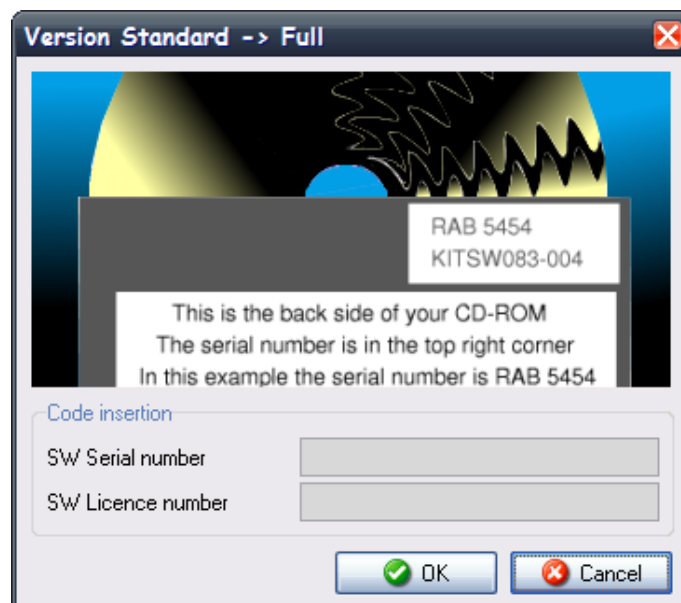 Version Standard -> Full
RAB 5454
KITSW083-004
This is the back side of your CD-ROM
The serial number is in the top right corner
In this example the serial number is RAB 5454
Code insertion
SW Serial number
SW Licence number
OK
Cancel